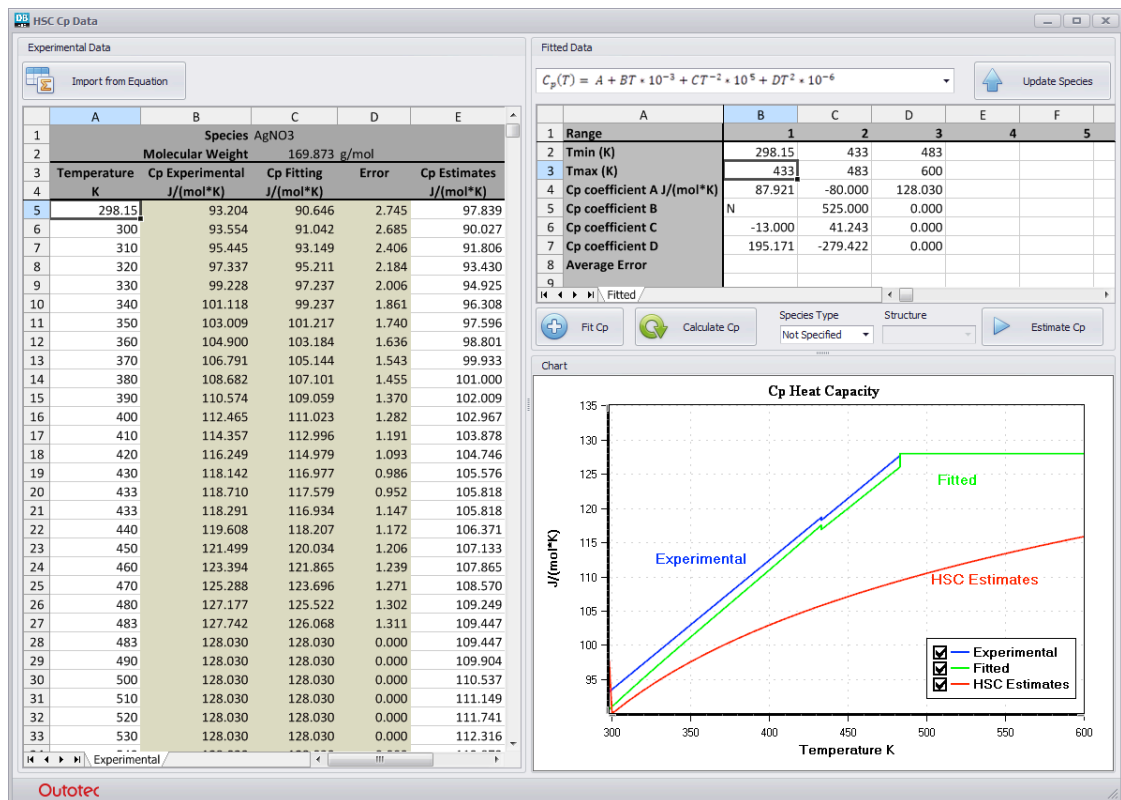 HSC Cp Data
Experimental Data
Import from Equation
A B C D E
1 Species AgNO3
2 Molecular Weight 169.873 g/mol
3 Temperature Cp Experimental Cp Fitting Error Cp Estimates
4 K J/(mol*K) J/(mol*K) J/(mol*K)
5 298.15 93.204 90.646 2.745 97.839
6 300 93.554 91.042 2.685 90.027
7 310 95.445 93.149 2.406 91.806
8 320 97.337 95.211 2.184 93.430
9 330 99.228 97.237 2.006 94.925
10 340 101.118 99.237 1.861 96.308
11 350 103.009 101.217 1.740 97.596
12 360 104.900 103.184 1.636 98.801
13 370 106.791 105.144 1.543 99.933
14 380 108.682 107.101 1.455 101.000
15 390 110.574 109.059 1.370 102.009
16 400 112.465 111.023 1.282 102.967
17 410 114.357 112.996 1.191 103.878
18 420 116.249 114.979 1.093 104.746
19 430 118.142 116.977 0.986 105.576
20 433 118.710 117.579 0.952 105.818
21 433 118.291 116.934 1.147 105.818
22 440 119.608 118.207 1.172 106.371
23 450 121.499 120.034 1.206 107.133
24 460 123.394 121.865 1.239 107.865
25 470 125.288 123.696 1.271 108.570
26 480 127.177 125.522 1.302 109.249
27 483 127.742 126.068 1.311 109.447
28 483 128.030 128.030 0.000 109.447
29 490 128.030 128.030 0.000 109.904
30 500 128.030 128.030 0.000 110.537
31 510 128.030 128.030 0.000 111.149
32 520 128.030 128.030 0.000 111.741
33 530 128.030 128.030 0.000 112.316
Experimental
Outotec
Fitted Data
Cp(T) = A + BT * 10⁻³ + CT⁻² * 10⁵ + DT² * 10⁻⁶
Update Species
A B C D E F
1 Range 1 2 3 4 5
2 Tmin (K) 298.15 433 483
3 Tmax (K) 433 483 600
4 Cp coefficient A J/(mol*K) 87.921 -80.000 128.030
5 Cp coefficient B N 525.000 0.000
6 Cp coefficient C -13.000 41.243 0.000
7 Cp coefficient D 195.171 -279.422 0.000
8 Average Error
9
Fitted
Fit Cp
Calculate Cp
Species Type
Not Specified
Structure
Estimate Cp
Chart
Cp Heat Capacity
135
130
125
120
115
110
105
100
95
J/(mol*K)
Experimental
Fitted
HSC Estimates
Experimental
Fitted
HSC Estimates
300 350 400 450 500 550 600
Temperature K